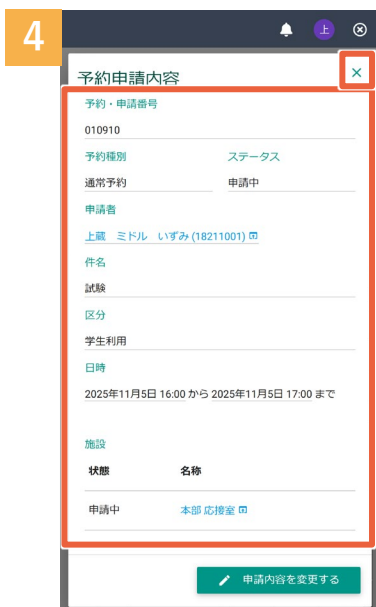 4
上
予約申請内容
×
予約・申請番号
010910
予約種別 ステータス
通常予約 申請中
申請者
上蔵　ミドル　いずみ (18211001)
件名
試験
区分
学生利用
日時
2025年11月5日 16:00 から 2025年11月5日 17:00 まで
施設
状態 名称
申請中 本部 応接室
申請内容を変更する